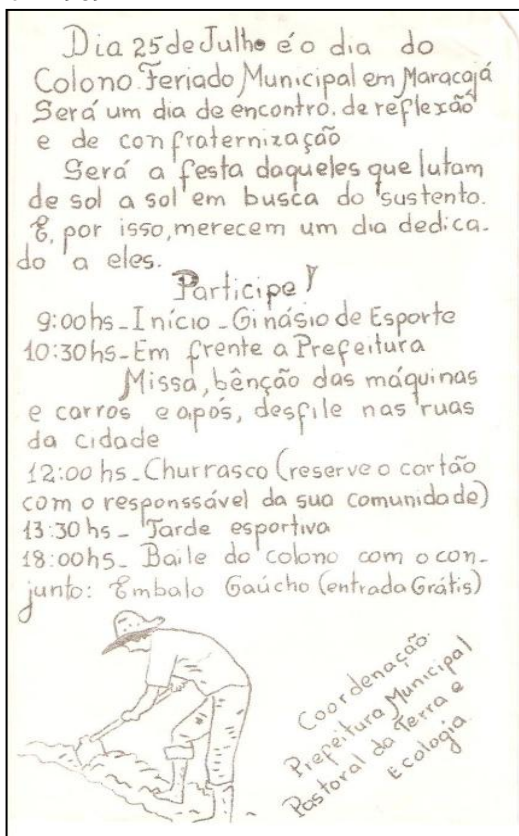 Dia 25 de Julho é o dia do
Colono. Feriado Municipal em Maracajá
Será um dia de encontro, de reflexão
e de confraternização
Será a festa daqueles que lutam
de sol a sol em busca do sustento.
E, por isso, merecem um dia dedica-
do a eles.
Participe!
9:00hs - Início - Ginásio de Esporte
10:30hs - Em frente a Prefeitura
Missa, bênção das máquinas
e carros e após, desfile nas ruas
da cidade
12:00 hs - Churrasco (reserve o cartão
com o responssável da sua comunidade)
13:30 hs - Tarde esportiva
18:00hs - Baile do colono com o con-
junto: Embalo Gaúcho (entrada Grátis)
Coordenação.
Prefeitura Municipal
Pastoral da Terra e
Ecologia.